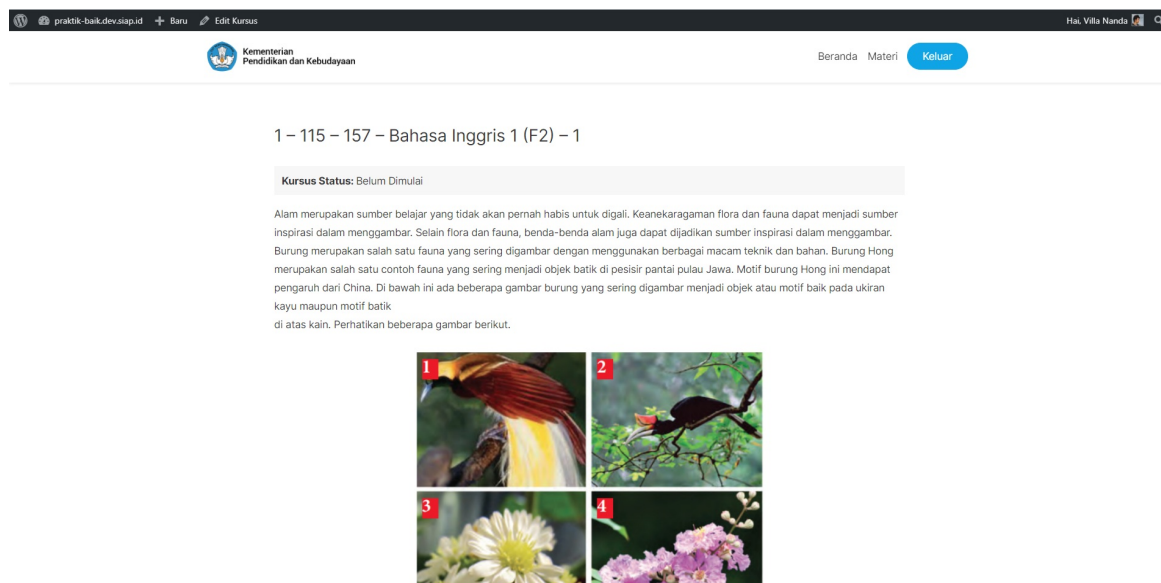 praktik-baik.dev.siap.id + Baru Edit Kursus Hai, Villa Nanda
Kementerian
Pendidikan dan Kebudayaan
Beranda Materi Keluar
1 – 115 – 157 – Bahasa Inggris 1 (F2) – 1
Kursus Status: Belum Dimulai
Alam merupakan sumber belajar yang tidak akan pernah habis untuk digali. Keanekaragaman flora dan fauna dapat menjadi sumber
inspirasi dalam menggambar. Selain flora dan fauna, benda-benda alam juga dapat dijadikan sumber inspirasi dalam menggambar.
Burung merupakan salah satu fauna yang sering digambar dengan menggunakan berbagai macam teknik dan bahan. Burung Hong
merupakan salah satu contoh fauna yang sering menjadi objek batik di pesisir pantai pulau Jawa. Motif burung Hong ini mendapat
pengaruh dari China. Di bawah ini ada beberapa gambar burung yang sering digambar menjadi objek atau motif baik pada ukiran
kayu maupun motif batik
di atas kain. Perhatikan beberapa gambar berikut.
1
2
3
4